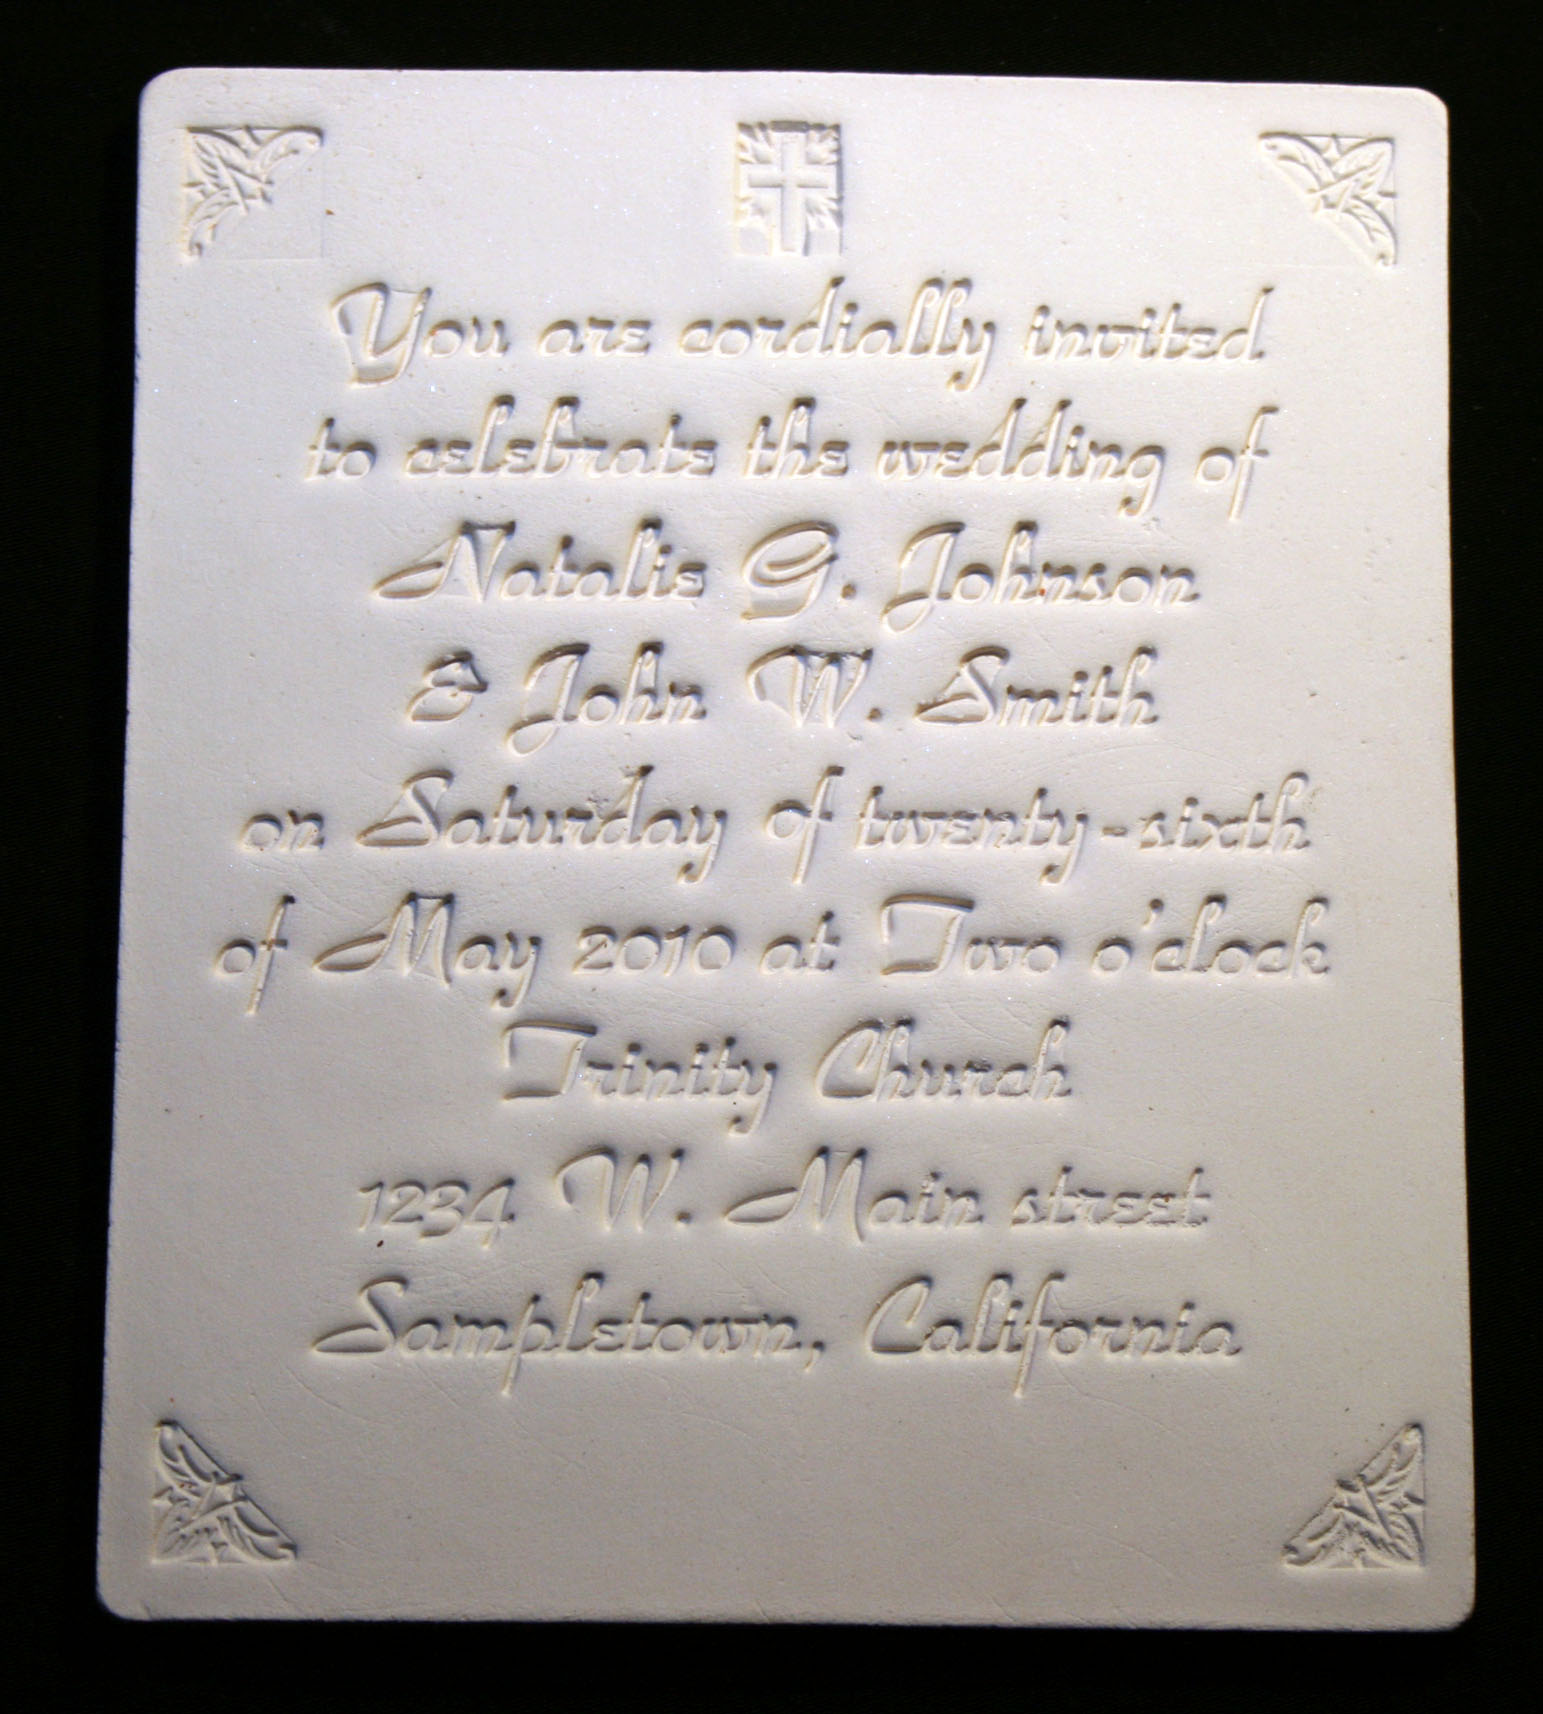 You are cordially invited
to celebrate the wedding of
Natalie G. Johnson
& John W. Smith
on Saturday of twenty-sixth
of May 2010 at Two o'clock
Trinity Church
1234 W. Main street
Sampletown, California